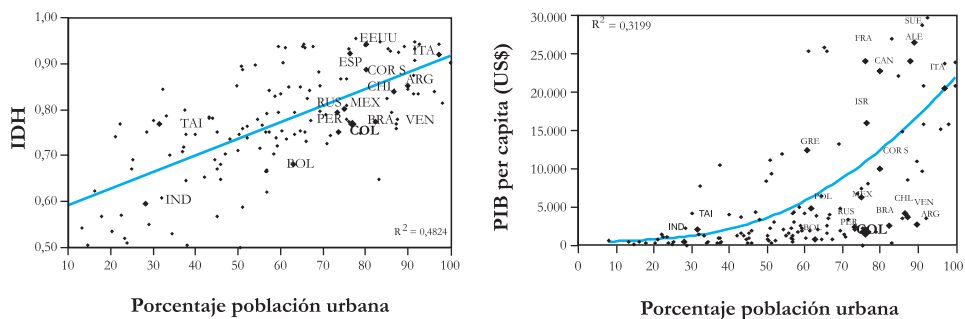 IDH
1,00
0,90
0,80
0,70
0,60
0,50
EEUU
ESP
ITA
COR S
CHL
ARG
RUS
MEX
TAI
PER
BRA
VEN
COL
BOL
IND
R² = 0,4824
10 20 30 40 50 60 70 80 90 100
Porcentaje población urbana
PIB per capita (US$)
R² = 0,3199
30.000
25.000
20.000
15.000
10.000
5.000
000
SUE
FRA
ALE
CAN
ITA
ISR
GRE
COR S
POL
MEX
CHL
VEN
TAI
RUS
BRA
ARG
IND
BOL
PER
COL
0 10 20 30 40 50 60 70 80 90 100
Porcentaje población urbana